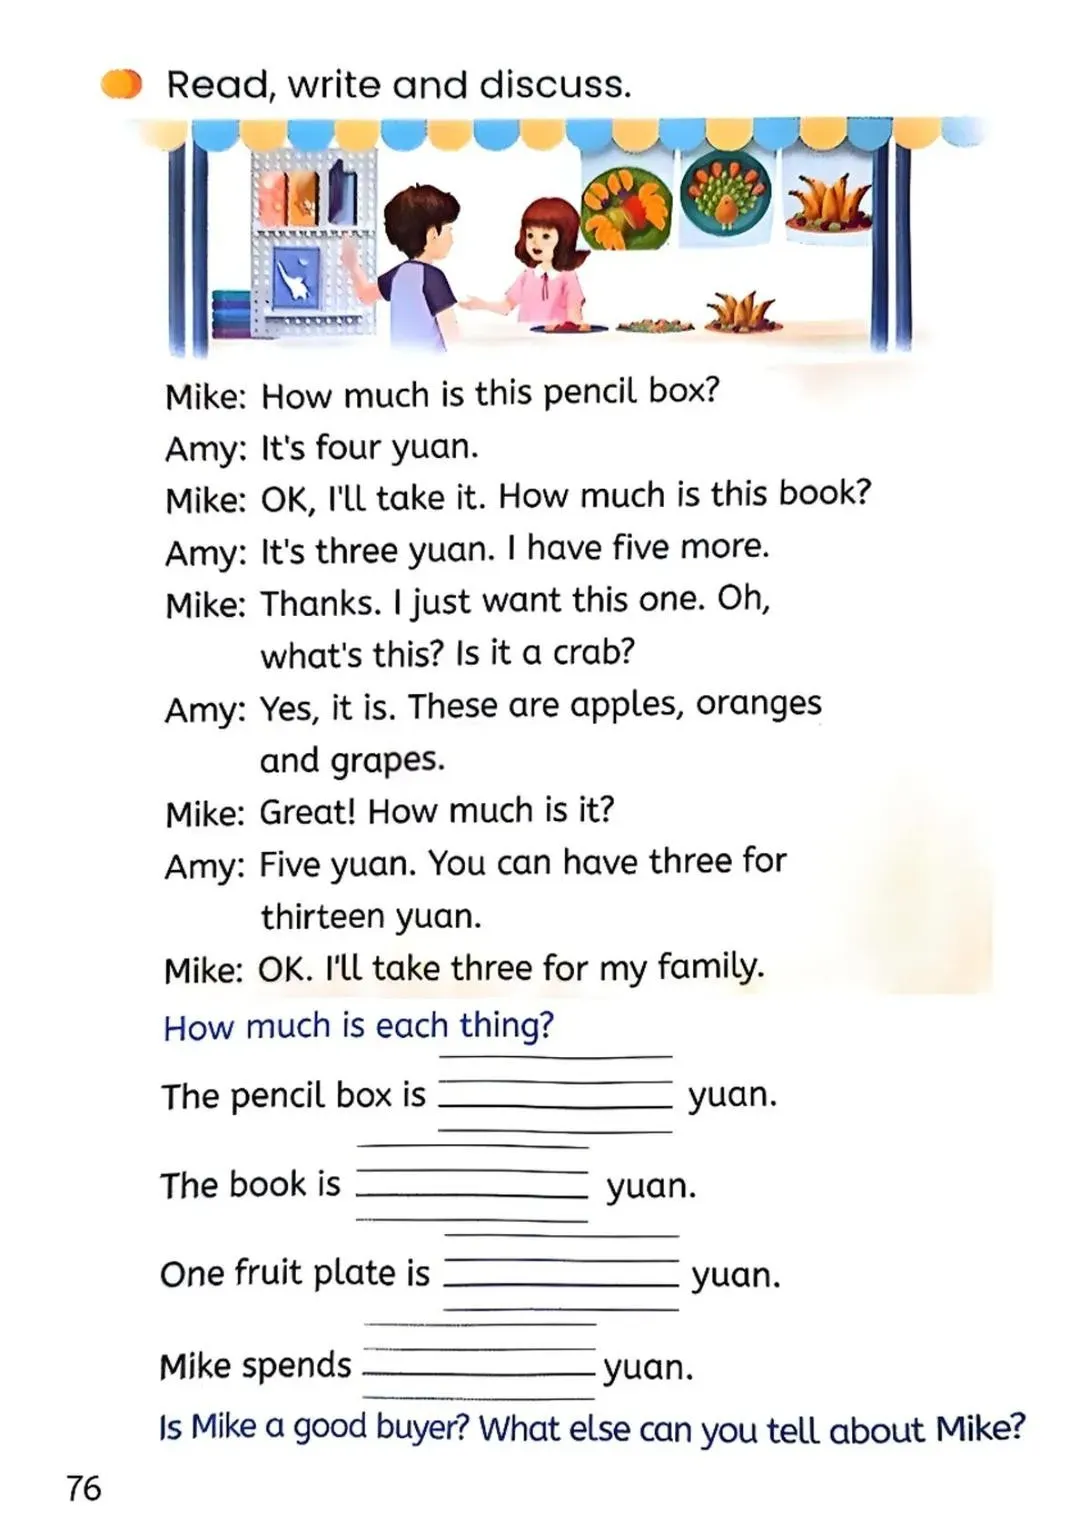 Read, write and discuss.
Mike: How much is this pencil box?
Amy: It's four yuan.
Mike: OK, I'll take it. How much is this book?
Amy: It's three yuan. I have five more.
Mike: Thanks. I just want this one. Oh,
what's this? Is it a crab?
Amy: Yes, it is. These are apples, oranges
and grapes.
Mike: Great! How much is it?
Amy: Five yuan. You can have three for
thirteen yuan.
Mike: OK. I'll take three for my family.
How much is each thing?
The pencil box is yuan.
The book is yuan.
One fruit plate is yuan.
Mike spends yuan.
Is Mike a good buyer? What else can you tell about Mike?
76